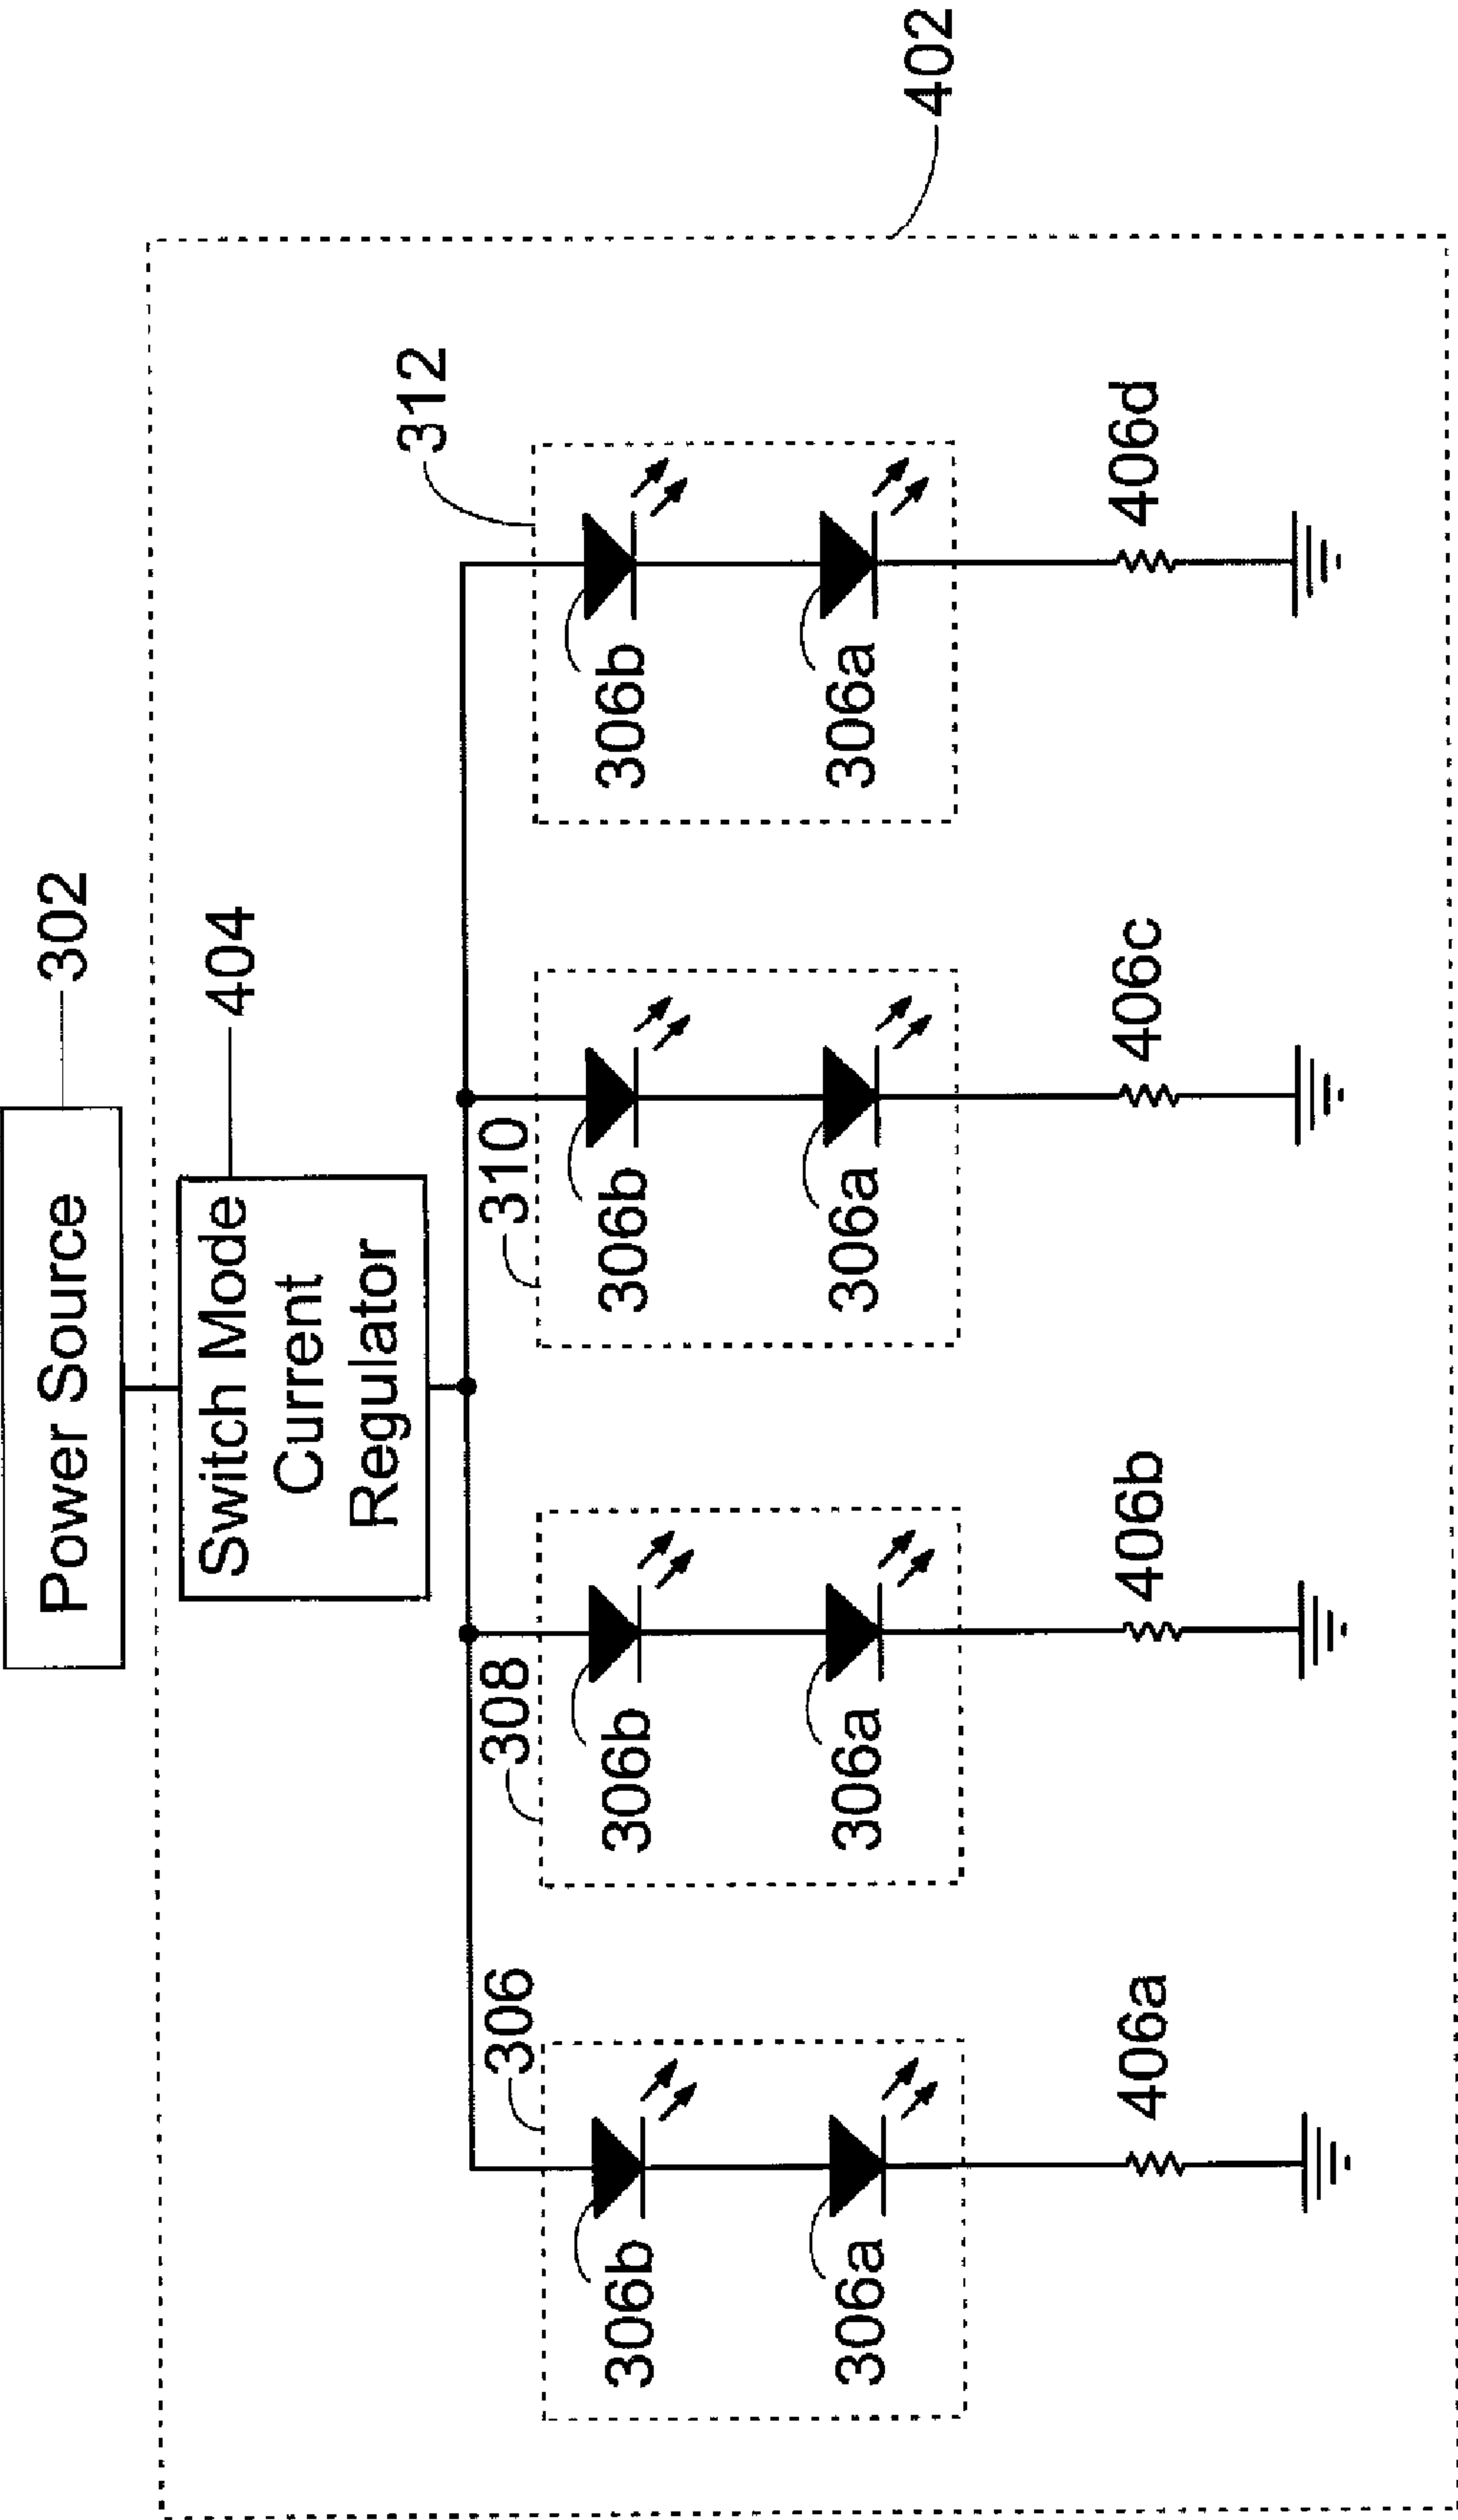 Power Source
302
Switch Mode
Current
Regulator
404
402
306
308
310
312
306b
306b
306b
306b
306a
306a
306a
306a
406a
406b
406c
406d